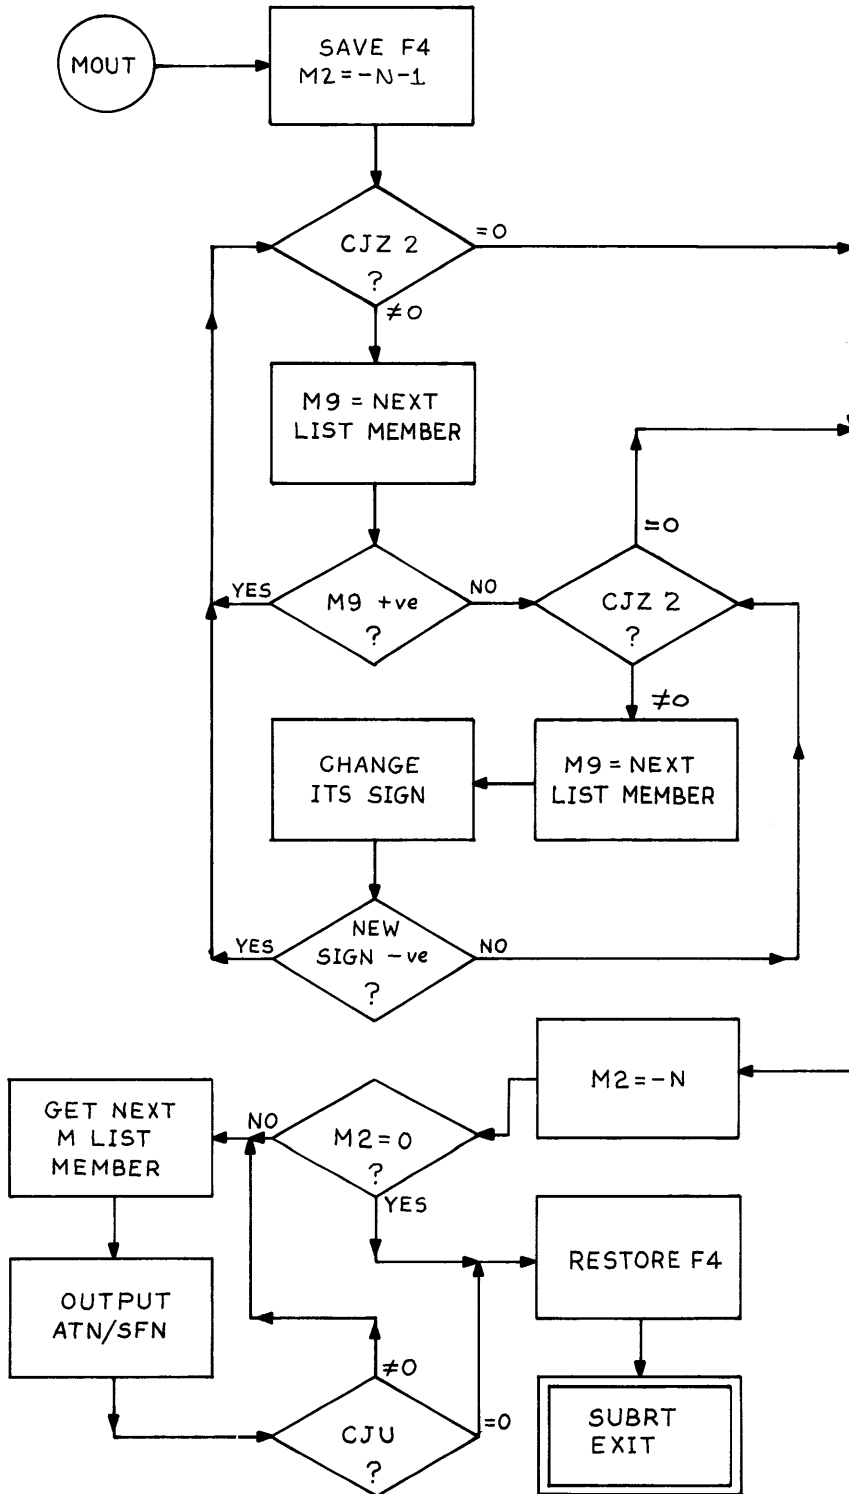 MOUT
SAVE F4
M2=-N-1
CJZ 2
?
=0
≠0
M9 = NEXT
LIST MEMBER
=0
YES
M9 +ve
?
NO
CJZ 2
?
≠0
CHANGE
ITS SIGN
M9 = NEXT
LIST MEMBER
YES
NEW
SIGN -ve
?
NO
M2=-N
GET NEXT
M LIST
MEMBER
NO
M2=0
?
YES
RESTORE F4
OUTPUT
ATN/SFN
≠0
CJU
?
=0
SUBRT
EXIT